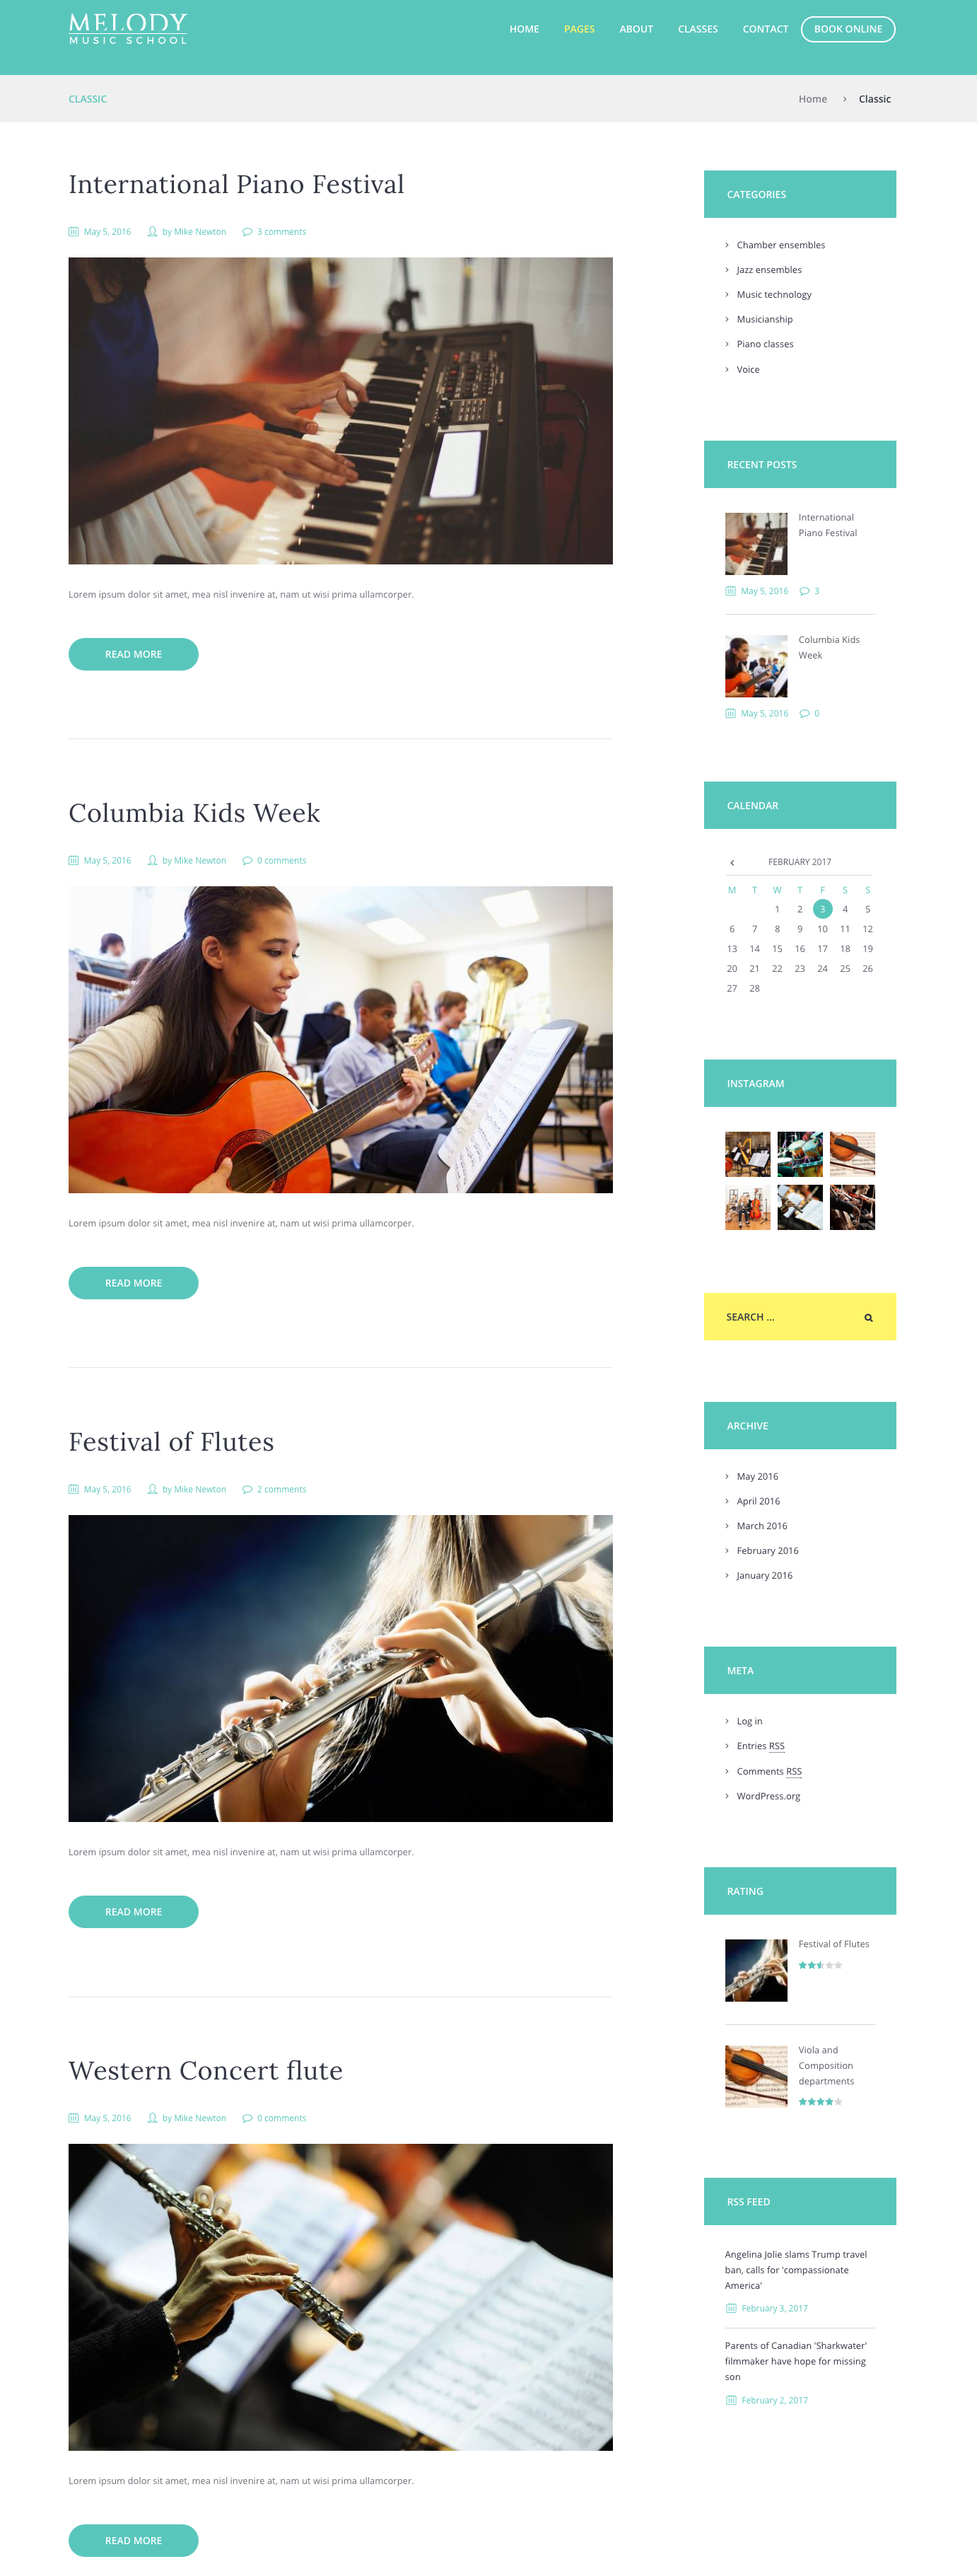 MELODY
MUSIC SCHOOL
HOME
PAGES
ABOUT
CLASSES
CONTACT
BOOK ONLINE
CLASSIC
Home > Classic
International Piano Festival
May 5, 2016
by Mike Newton
3 comments
Lorem ipsum dolor sit amet, mea nisl invenire at, nam ut wisi prima ullamcorper.
READ MORE
Columbia Kids Week
May 5, 2016
by Mike Newton
0 comments
Lorem ipsum dolor sit amet, mea nisl invenire at, nam ut wisi prima ullamcorper.
READ MORE
Festival of Flutes
May 5, 2016
by Mike Newton
2 comments
Lorem ipsum dolor sit amet, mea nisl invenire at, nam ut wisi prima ullamcorper.
READ MORE
Western Concert flute
May 5, 2016
by Mike Newton
0 comments
Lorem ipsum dolor sit amet, mea nisl invenire at, nam ut wisi prima ullamcorper.
READ MORE
CATEGORIES
Chamber ensembles
Jazz ensembles
Music technology
Musicianship
Piano classes
Voice
RECENT POSTS
International
Piano Festival
May 5, 2016
3
Columbia Kids
Week
May 5, 2016
0
CALENDAR
FEBRUARY 2017
M T W T F S S
1 2 3 4 5
6 7 8 9 10 11 12
13 14 15 16 17 18 19
20 21 22 23 24 25 26
27 28
INSTAGRAM
SEARCH ...
ARCHIVE
May 2016
April 2016
March 2016
February 2016
January 2016
META
Log in
Entries RSS
Comments RSS
WordPress.org
RATING
Festival of Flutes
Viola and
Composition
departments
RSS FEED
Angelina Jolie slams Trump travel
ban, calls for 'compassionate
America'
February 3, 2017
Parents of Canadian 'Sharkwater'
filmmaker have hope for missing
son
February 2, 2017